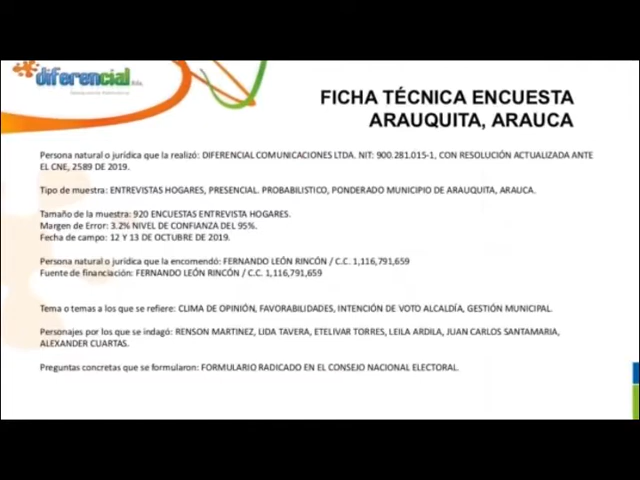 diferencial Ltda.
FICHA TÉCNICA ENCUESTA
ARAUQUITA, ARAUCA
Persona natural o jurídica que la realizó: DIFERENCIAL COMUNICACIONES LTDA. NIT: 900.281.015-1, CON RESOLUCIÓN ACTUALIZADA ANTE
EL CNE, 2589 DE 2019.
Tipo de muestra: ENTREVISTAS HOGARES, PRESENCIAL. PROBABILISTICO, PONDERADO MUNICIPIO DE ARAUQUITA, ARAUCA.
Tamaño de la muestra: 920 ENCUESTAS ENTREVISTA HOGARES.
Margen de Error: 3.2% NIVEL DE CONFIANZA DEL 95%.
Fecha de campo: 12 Y 13 DE OCTUBRE DE 2019.
Persona natural o jurídica que la encomendó: FERNANDO LEÓN RINCÓN / C.C. 1,116,791,659
Fuente de financiación: FERNANDO LEÓN RINCÓN / C.C. 1,116,791,659
Tema o temas a los que se refiere: CLIMA DE OPINIÓN, FAVORABILIDADES, INTENCIÓN DE VOTO ALCALDÍA, GESTIÓN MUNICIPAL.
Personajes por los que se indagó: RENSON MARTINEZ, LIDA TAVERA, ETELIVAR TORRES, LEILA ARDILA, JUAN CARLOS SANTAMARIA,
ALEXANDER CUARTAS.
Preguntas concretas que se formularon: FORMULARIO RADICADO EN EL CONSEJO NACIONAL ELECTORAL.